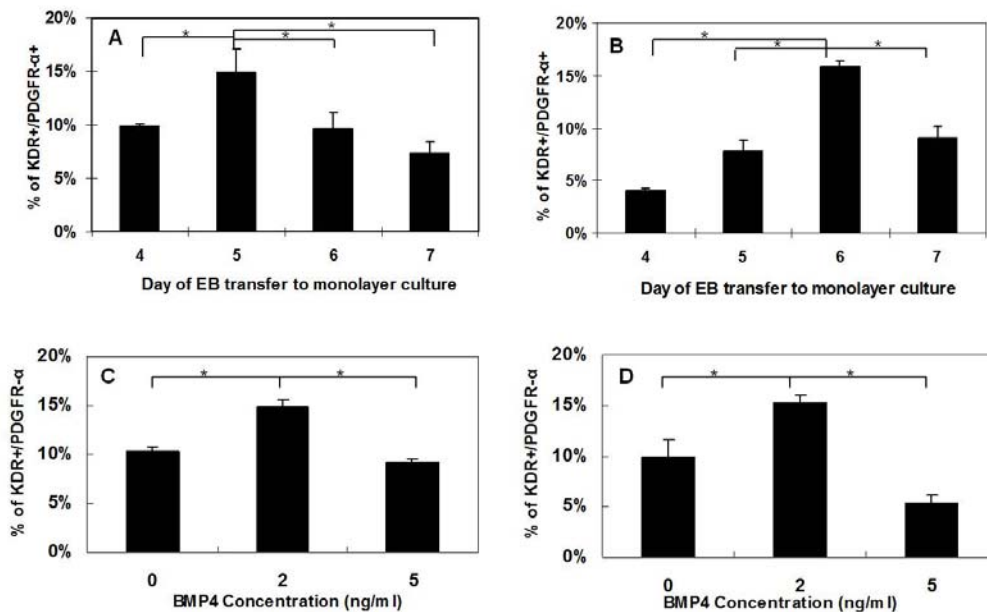 A
% of KDR+/PDGFR-α+
20%
15%
10%
5%
0%
* * *
4 5 6 7
Day of EB transfer to monolayer culture
B
% of KDR+/PDGFR-α+
20%
15%
10%
5%
0%
* * *
4 5 6 7
Day of EB transfer to monolayer culture
C
% of KDR+/PDGFR-α
20%
15%
10%
5%
0%
* *
0 2 5
BMP4 Concentration (ng/ml)
D
% of KDR+/PDGFR-α
20%
15%
10%
5%
0%
* *
0 2 5
BMP4 Concentration (ng/ml)